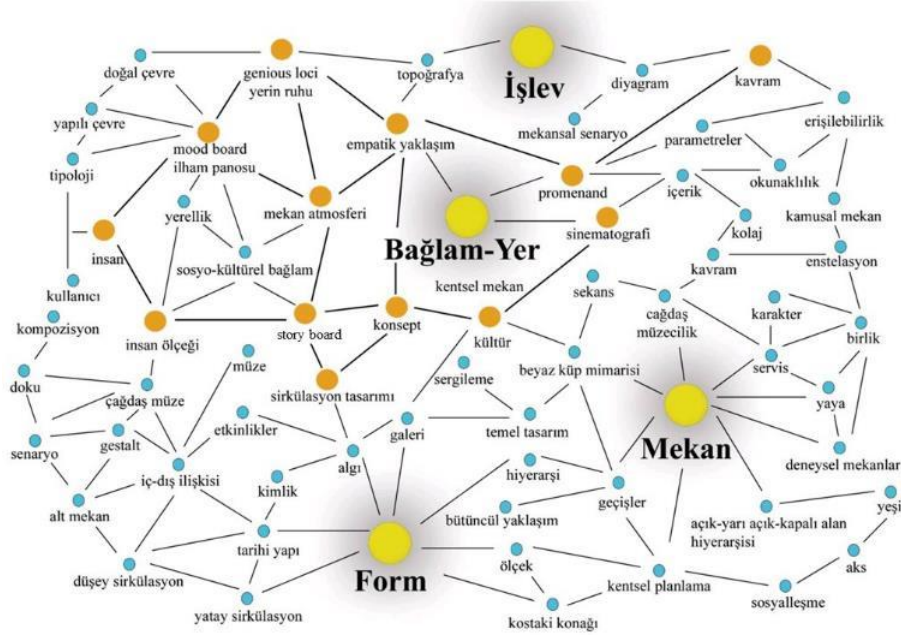 doğal çevre
genious loci
yerin ruhu
topoğrafya
İşlev
diyagram
kavram
yapılı çevre
mood board
ilham panosu
empatik yaklaşım
mekansal senaryo
parametreler
erişilebilirlik
tipoloji
yerellik
mekan atmosferi
promenand
içerik
okunaklılık
insan
sosyo-kültürel bağlam
Bağlam-Yer
sinematografi
kolaj
kamusal mekan
kullanıcı
kentsel mekan
sekans
kavram
enstelasyon
kompozisyon
insan ölçeği
story board
konsept
kültür
çağdaş
müzecilik
karakter
birlik
doku
müze
sirkülasyon tasarımı
sergileme
beyaz küp mimarisi
servis
çağdaş müze
yaya
senaryo
gestalt
etkinlikler
algı
galeri
temel tasarım
Mekan
deneysel mekanlar
iç-dış ilişkisi
kimlik
hiyerarşi
geçişler
alt mekan
tarihi yapı
bütüncül yaklaşım
açık-yarı açık-kapalı alan
hiyerarşisi
yeşi
düşey sirkülasyon
Form
ölçek
kentsel planlama
aks
yatay sirkülasyon
kostaki konağı
sosyalleşme